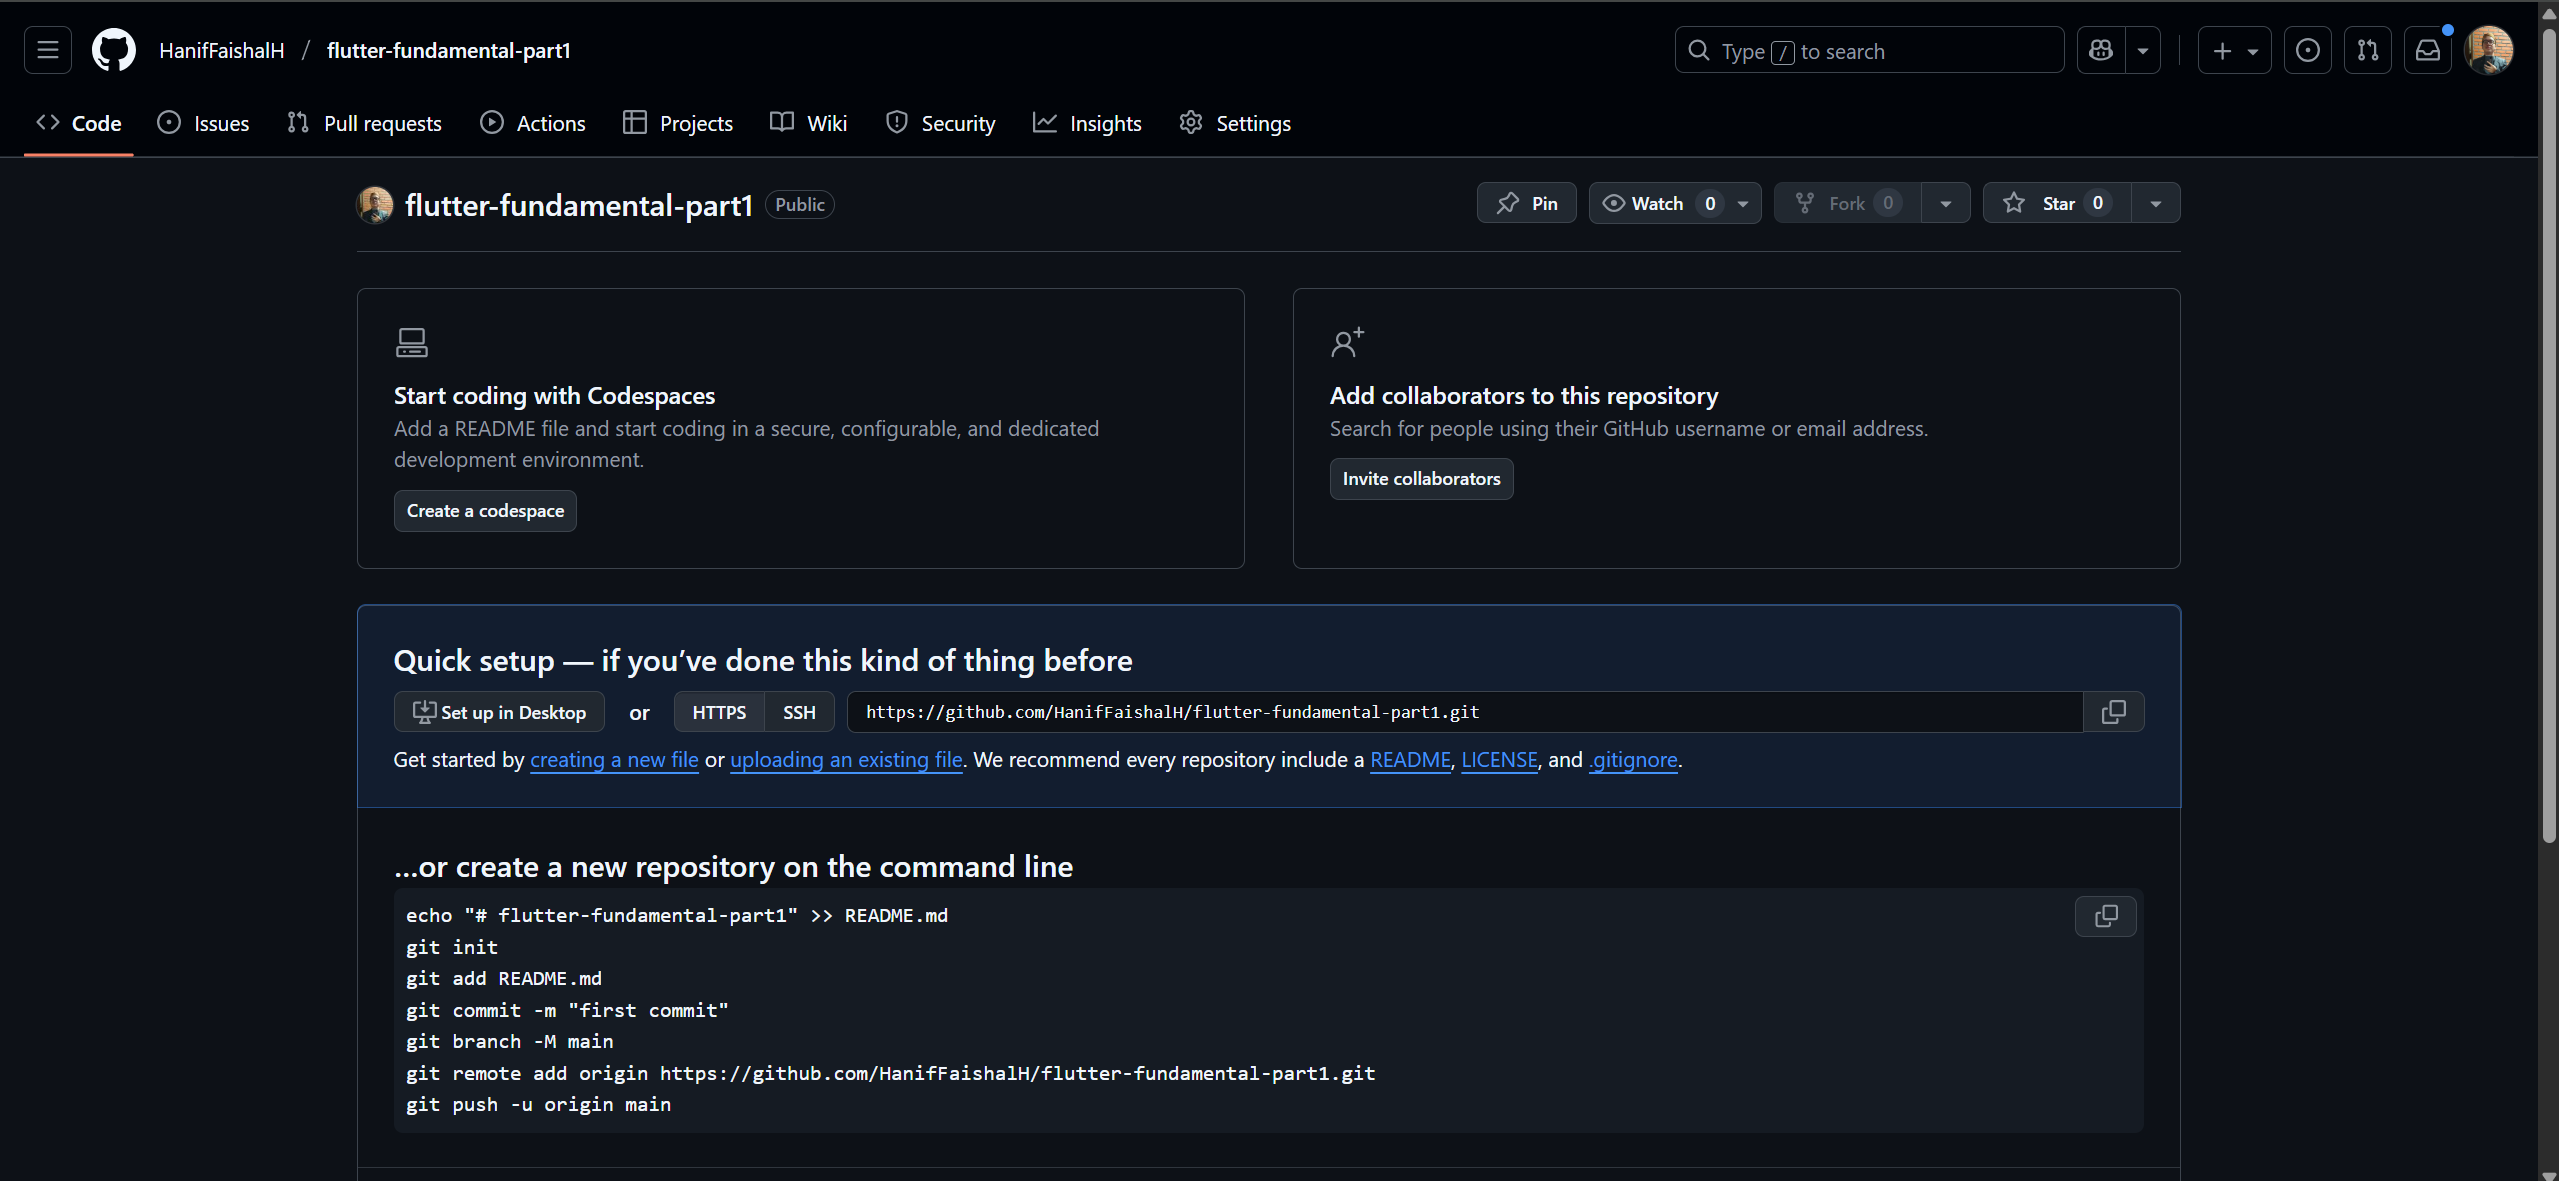 HanifFaishalH / flutter-fundamental-part1
Type / to search
Code Issues Pull requests Actions Projects Wiki Security Insights Settings
flutter-fundamental-part1 Public
Pin Watch 0 Fork 0 Star 0
Start coding with Codespaces
Add a README file and start coding in a secure, configurable, and dedicated
development environment.
Create a codespace
Add collaborators to this repository
Search for people using their GitHub username or email address.
Invite collaborators
Quick setup — if you’ve done this kind of thing before
Set up in Desktop or HTTPS SSH https://github.com/HanifFaishalH/flutter-fundamental-part1.git
Get started by creating a new file or uploading an existing file. We recommend every repository include a README, LICENSE, and .gitignore.
…or create a new repository on the command line
echo "# flutter-fundamental-part1" >> README.md
git init
git add README.md
git commit -m "first commit"
git branch -M main
git remote add origin https://github.com/HanifFaishalH/flutter-fundamental-part1.git
git push -u origin main